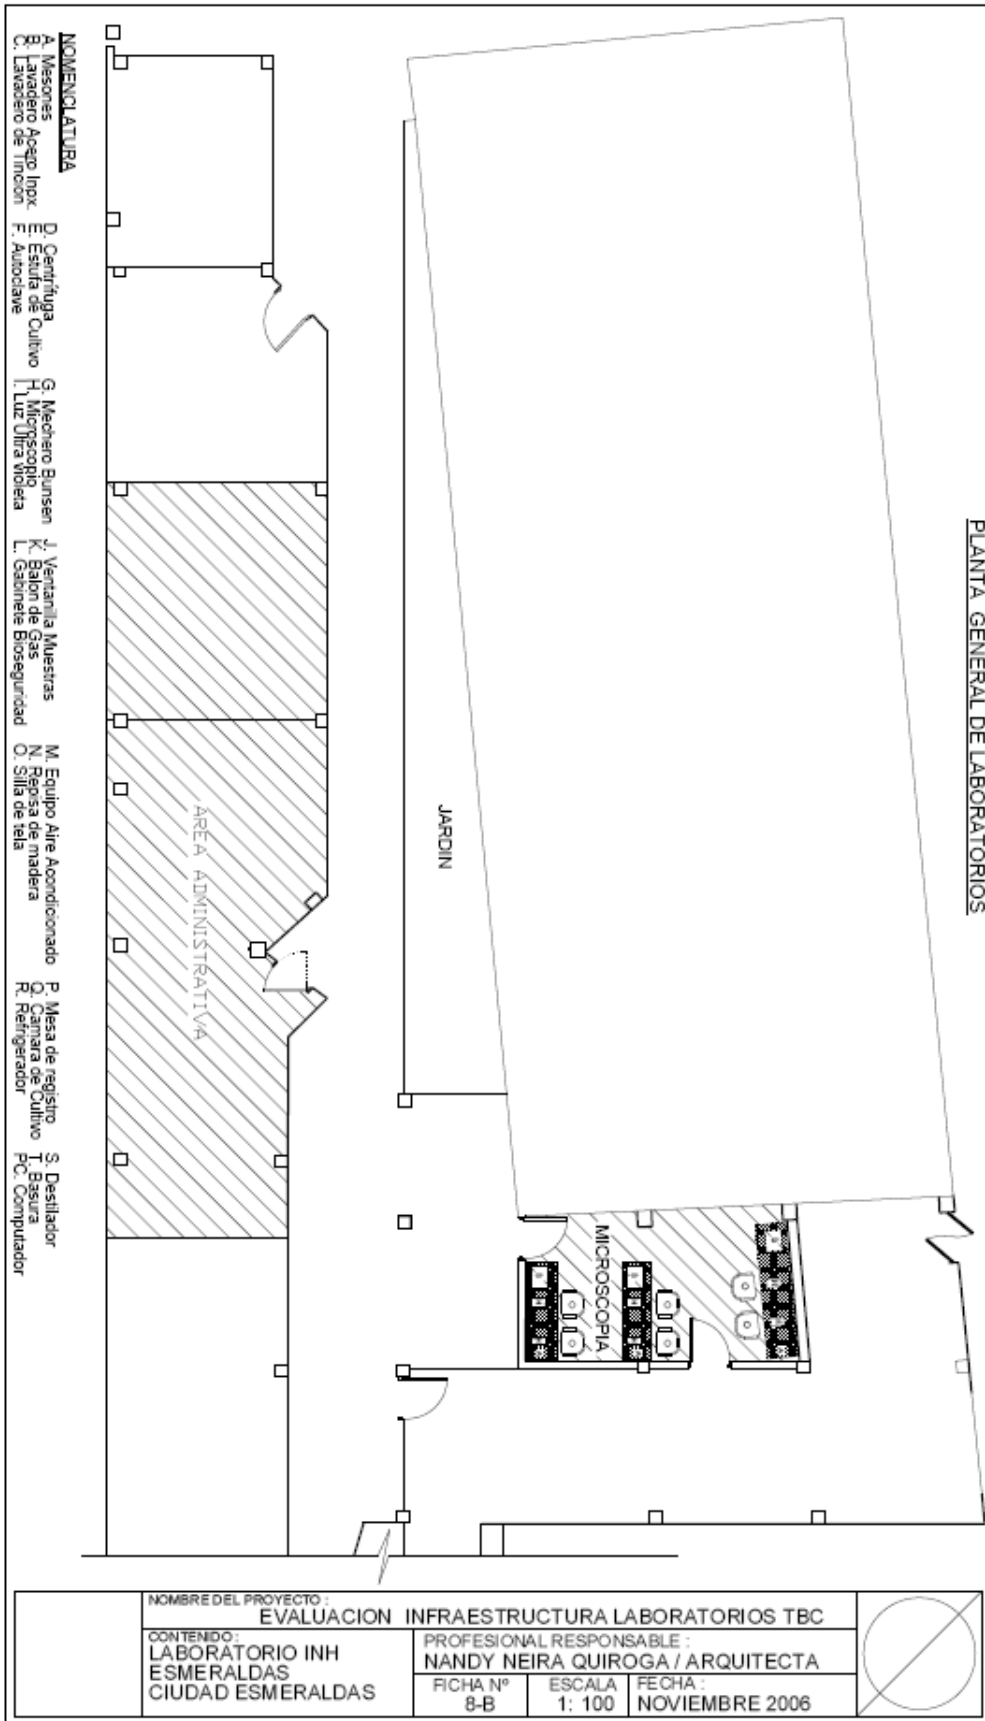 PLANTA GENERAL DE LABORATORIOS
JARDIN
MICROSCOPIA
AREA ADMINISTRATIVA
NOMENCLATURA
A. Mesones
B. Lavadero Acero Inox.
C. Lavadero de Tincion
D. Centrífuga
E. Estufa de Cultivo
F. Autoclave
G. Mechero Bunsen
H. Microscopio
I. Luz Ultra Violeta
J. Ventanilla Muestras
K. Balon de Gas
L. Gabinete Bioseguridad
M. Equipo Aire Acondicionado
N. Repisa de madera
O. Silla de tela
P. Mesa de registro
Q. Camara de Cultivo
R. Refrigerador
S. Destilador
T. Basura
PC. Computador
NOMBRE DEL PROYECTO :
EVALUACION INFRAESTRUCTURA LABORATORIOS TBC
CONTENIDO :
LABORATORIO INH
ESMERALDAS
CIUDAD ESMERALDAS
PROFESIONAL RESPONSABLE :
NANDY NEIRA QUIROGA / ARQUITECTA
FICHA Nº
8-B
ESCALA
1: 100
FECHA :
NOVIEMBRE 2006